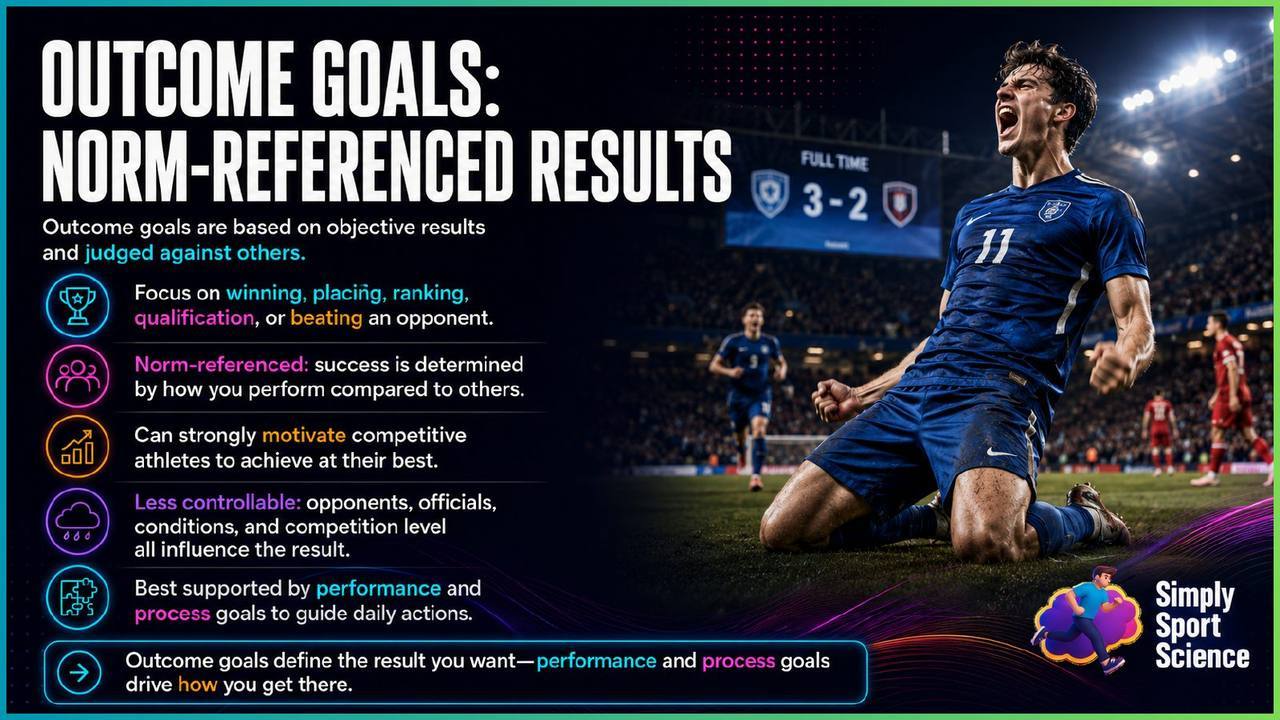 OUTCOME GOALS:
NORM-REFERENCED RESULTS
Outcome goals are based on objective results
and judged against others.
Focus on winning, placing, ranking,
qualification, or beating an opponent.
Norm-referenced: success is determined
by how you perform compared to others.
Can strongly motivate competitive
athletes to achieve at their best.
Less controllable: opponents, officials,
conditions, and competition level
all influence the result.
Best supported by performance and
process goals to guide daily actions.
Outcome goals define the result you want—performance and process goals
drive how you get there.
FULL TIME
3 - 2
11
Simply
Sport
Science